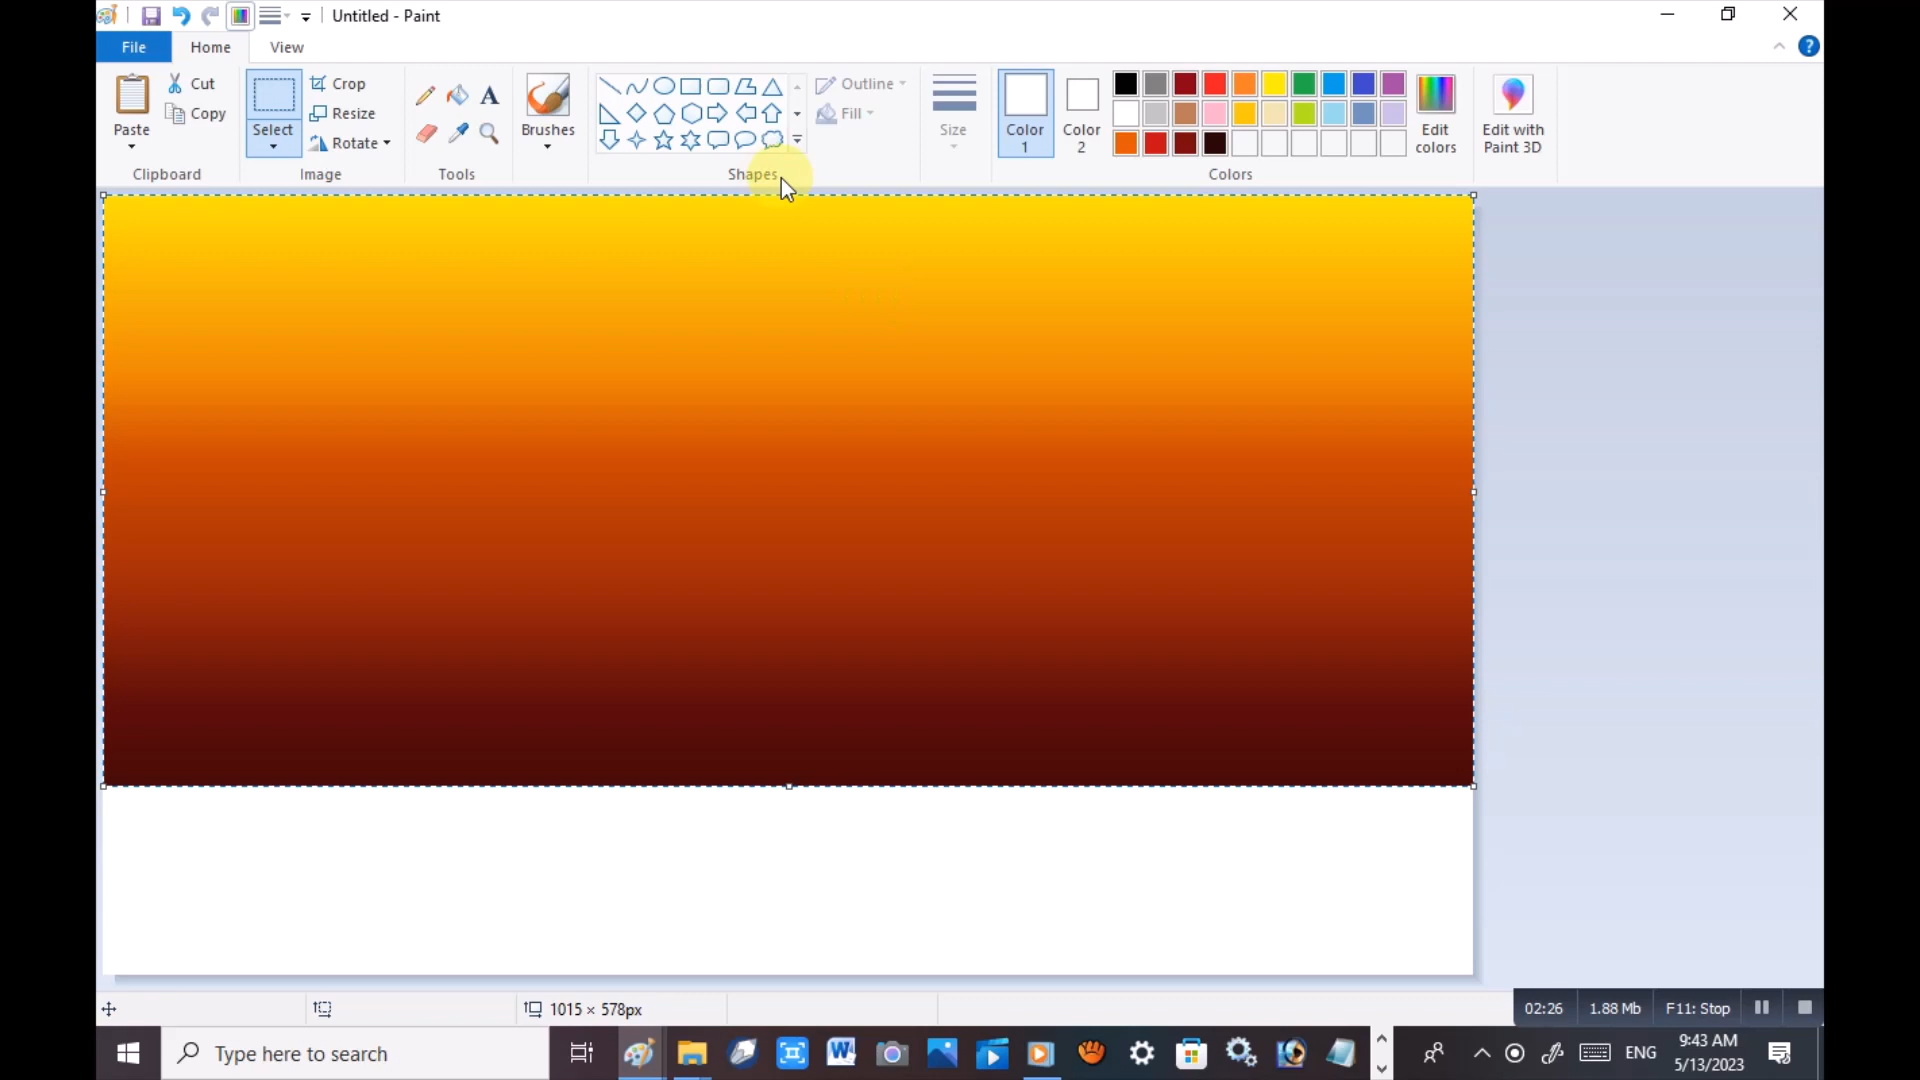 Untitled - Paint
File Home View
Paste
Cut
Copy
Clipboard
Select
Crop
Resize
Rotate
Image
A
Tools
Brushes
Shapes
Outline
Fill
Size
Color
1
Color
2
Colors
Edit
colors
Edit with
Paint 3D
?
1015 × 578px
02:26 1.88 Mb F11: Stop
Type here to search
W
ENG
9:43 AM
5/13/2023